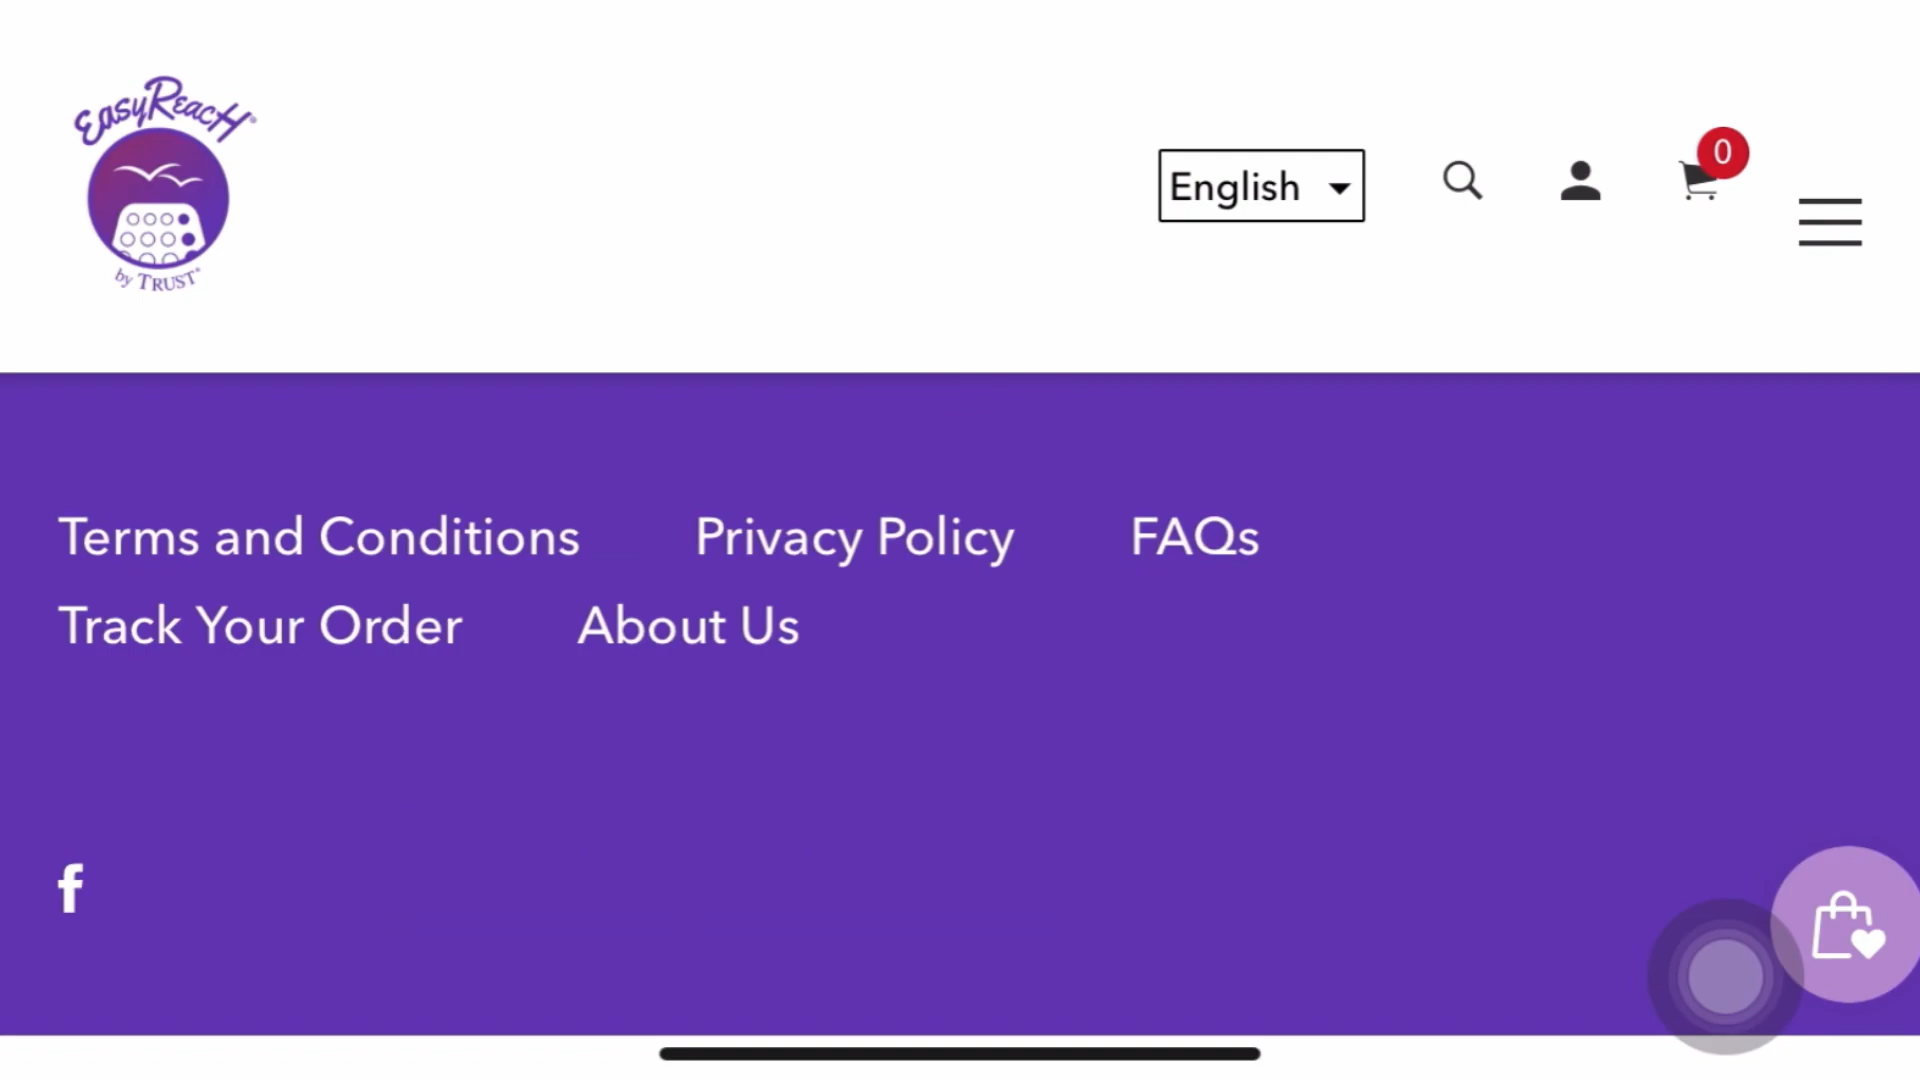 EasyReacH®
by TRUST®
English
0
Terms and Conditions Privacy Policy FAQs
Track Your Order About Us
f